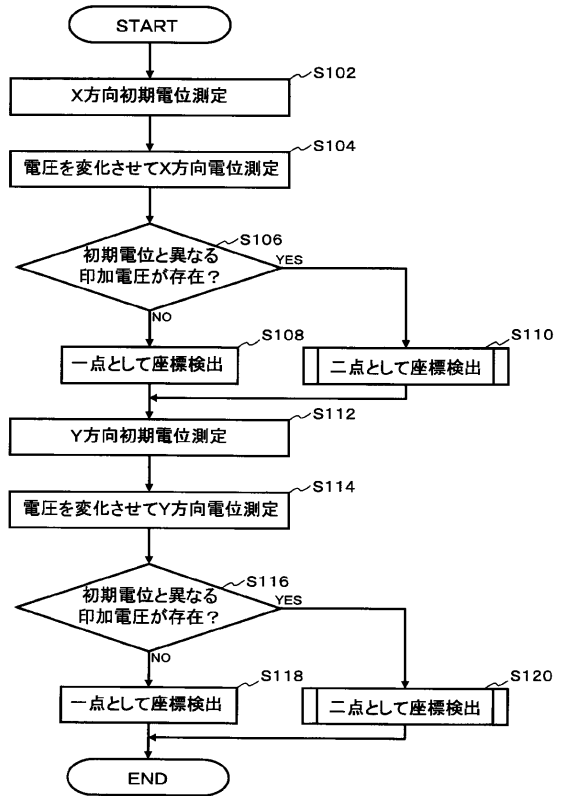 START
S102
X方向初期電位測定
S104
電圧を変化させてX方向電位測定
S106
初期電位と異なる
印加電圧が存在？
YES
NO
S108
一点として座標検出
S110
二点として座標検出
S112
Y方向初期電位測定
S114
電圧を変化させてY方向電位測定
S116
初期電位と異なる
印加電圧が存在？
YES
NO
S118
一点として座標検出
S120
二点として座標検出
END